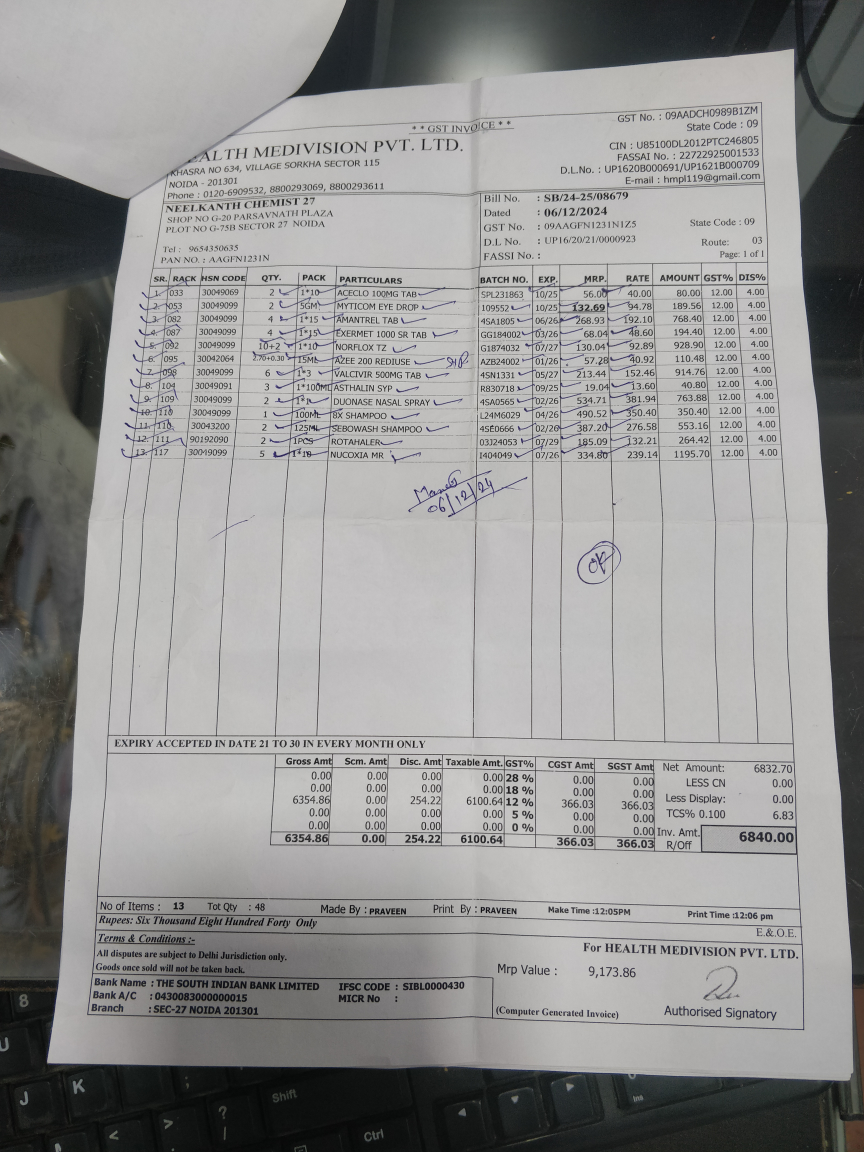 * * GST INVOICE * *
GST No. : 09AADCH0989B1ZM
State Code : 09
EALTH MEDIVISION PVT. LTD.
CIN : U85100DL2012PTC246805
KHASRA NO 634, VILLAGE SORKHA SECTOR 115
FASSAI No. : 22722925001533
NOIDA - 201301
D.L.No. : UP1620B000691/UP1621B000709
Phone : 0120-6909532, 8800293069, 8800293611
E-mail : hmpl119@gmail.com
NEELKANTH CHEMIST 27
SHOP NO G-20 PARSAVNATH PLAZA
PLOT NO G-75B SECTOR 27 NOIDA
Tel : 9654350635
PAN NO. : AAGFN1231N
Bill No. : SB/24-25/08679
Dated : 06/12/2024
GST No. : 09AAGFN1231N1Z5 State Code : 09
D.L No. : UP16/20/21/0000923 Route: 03
FASSI No. : Page: 1 of 1
SR. RACK HSN CODE QTY. PACK PARTICULARS BATCH NO. EXP. MRP. RATE AMOUNT GST% DIS%
1. 033 30049069 2 1*10 ACECLO 100MG TAB 5PL231863 10/25 56.00 40.00 80.00 12.00 4.00
2. 053 30049099 2 5GM MYTICOM EYE DROP 109552 10/25 132.69 94.78 189.56 12.00 4.00
3. 082 30049099 4 1*15 AMANTREL TAB 4SA1805 06/26 268.93 192.10 768.40 12.00 4.00
4. 087 30049099 4 1*15 EXERMET 1000 SR TAB GG184002 03/26 68.04 48.60 194.40 12.00 4.00
5. 092 30049099 10+2 1*10 NORFLOX TZ G1874032 07/27 130.04 92.89 928.90 12.00 4.00
6. 095 30042064 2.70+0.30 15ML AZEE 200 REDIUSE AZB24002 01/26 57.28 40.92 110.48 12.00 4.00
7. 098 30049099 6 1*3 VALCIVIR 500MG TAB 4SN1331 05/27 213.44 152.46 914.76 12.00 4.00
8. 104 30049091 3 1*100ML ASTHALIN SYP R830718 09/25 19.04 13.60 40.80 12.00 4.00
9. 109 30049099 2 DUONASE NASAL SPRAY 4SA0565 02/26 534.71 381.94 763.88 12.00 4.00
10. 110 30049099 1 100ML 8X SHAMPOO L24M6029 04/26 490.52 350.40 350.40 12.00 4.00
11. 110 30043200 2 125ML SEBOWASH SHAMPOO 4SE0666 02/26 387.20 276.58 553.16 12.00 4.00
12. 111 90192090 2 1PCS ROTAHALER 03J24053 07/29 185.09 132.21 264.42 12.00 4.00
13. 117 30049099 5 1*10 NUCOXIA MR I404049 07/26 334.80 239.14 1195.70 12.00 4.00
06/12/24
OK
EXPIRY ACCEPTED IN DATE 21 TO 30 IN EVERY MONTH ONLY
Gross Amt Scm. Amt Disc. Amt Taxable Amt. GST% CGST Amt SGST Amt
0.00 0.00 0.00 0.00 28 % 0.00 0.00
0.00 0.00 0.00 0.00 18 % 0.00 0.00
6354.86 0.00 254.22 6100.64 12 % 366.03 366.03
0.00 0.00 0.00 0.00 5 % 0.00 0.00
0.00 0.00 0.00 0.00 0 % 0.00 0.00
6354.86 0.00 254.22 6100.64 366.03 366.03
Net Amount: 6832.70
LESS CN 0.00
Less Display: 0.00
TCS% 0.100 6.83
Inv. Amt. 6840.00
R/Off
No of Items : 13 Tot Qty : 48 Made By : PRAVEEN Print By : PRAVEEN Make Time :12:05PM Print Time :12:06 pm
Rupees: Six Thousand Eight Hundred Forty Only
E.&O.E.
Terms & Conditions :-
All disputes are subject to Delhi Jurisdiction only.
Goods once sold will not be taken back.
For HEALTH MEDIVISION PVT. LTD.
Mrp Value : 9,173.86
Bank Name : THE SOUTH INDIAN BANK LIMITED IFSC CODE : SIBL0000430
Bank A/C : 0430083000000015 MICR No :
Branch : SEC-27 NOIDA 201301
(Computer Generated Invoice)
Authorised Signatory
8
U
J
K
<
>
?
/
Shift
Ctrl
Ins